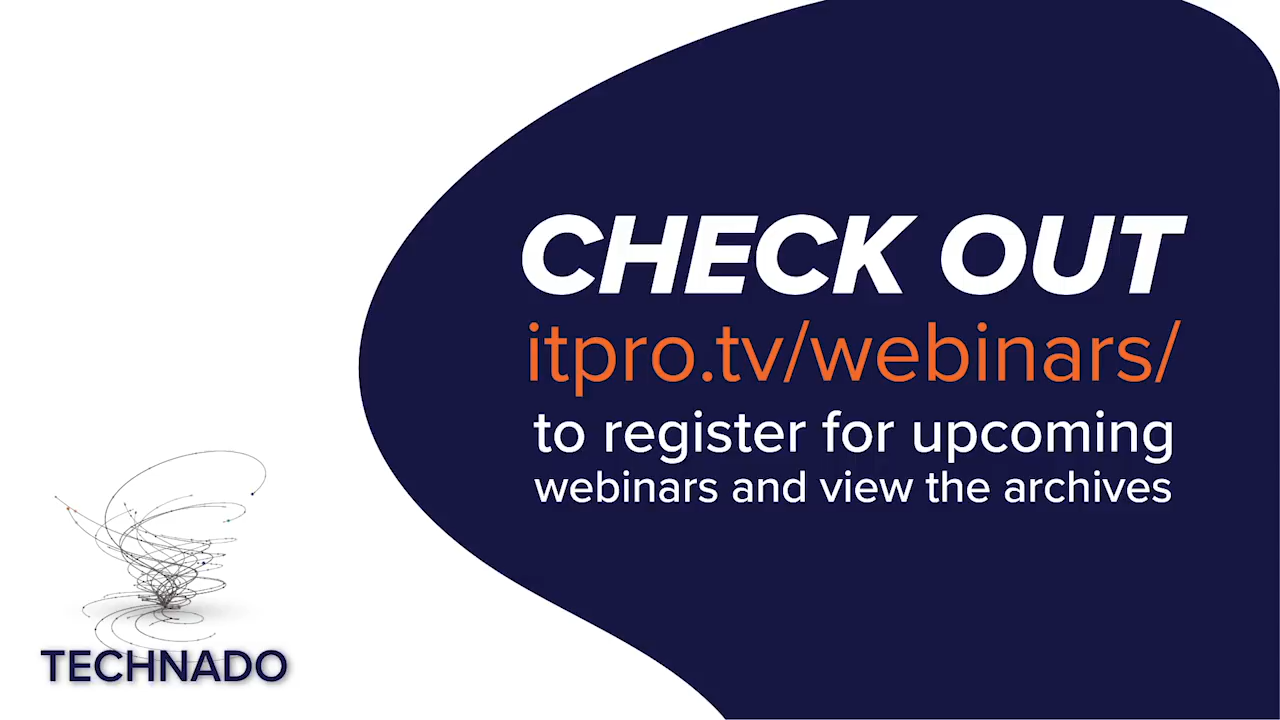 CHECK OUT
itpro.tv/webinars/
to register for upcoming
webinars and view the archives
TECHNADO